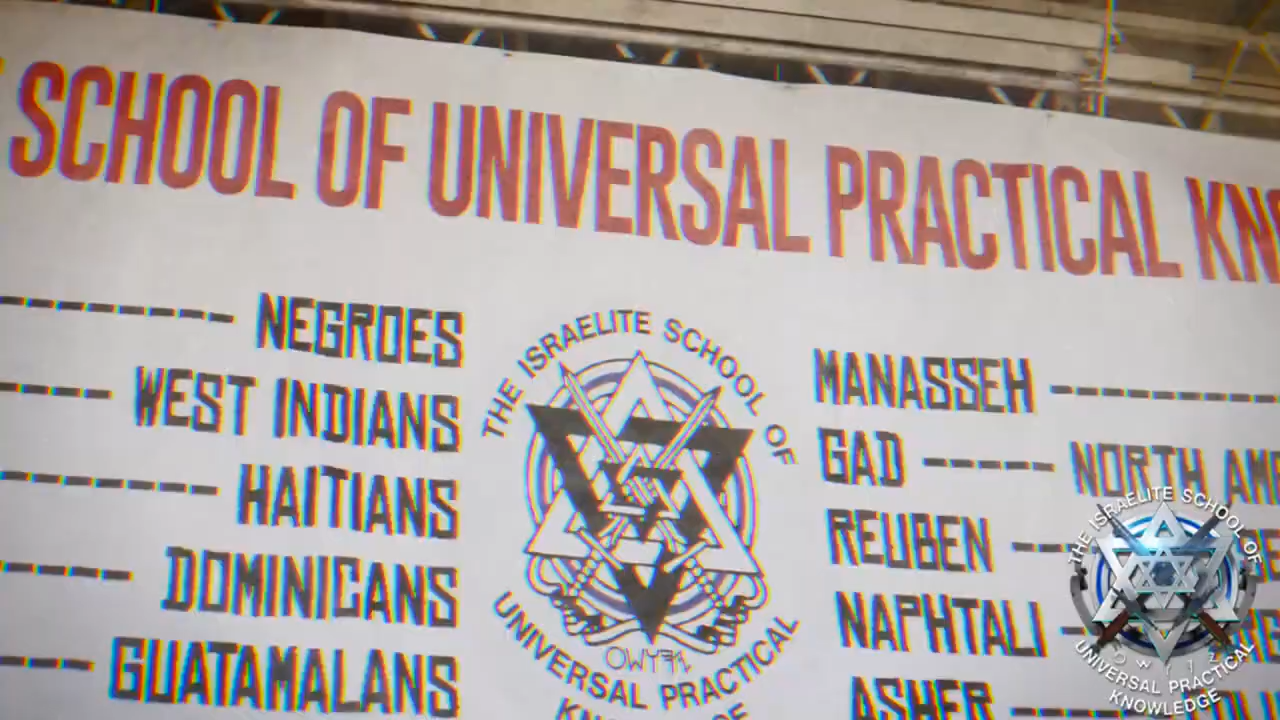 SCHOOL OF UNIVERSAL PRACTICAL
NEGROES
WEST INDIANS
HAITIANS
DOMINICANS
GUATAMALANS
THE ISRAELITE SCHOOL OF
UNIVERSAL PRACTICAL
MANASSEH
GAD NORTH
REUBEN
NAPHTALI
ASHER
THE ISRAELITE SCHOOL OF
UNIVERSAL PRACTICAL
KNOWLEDGE